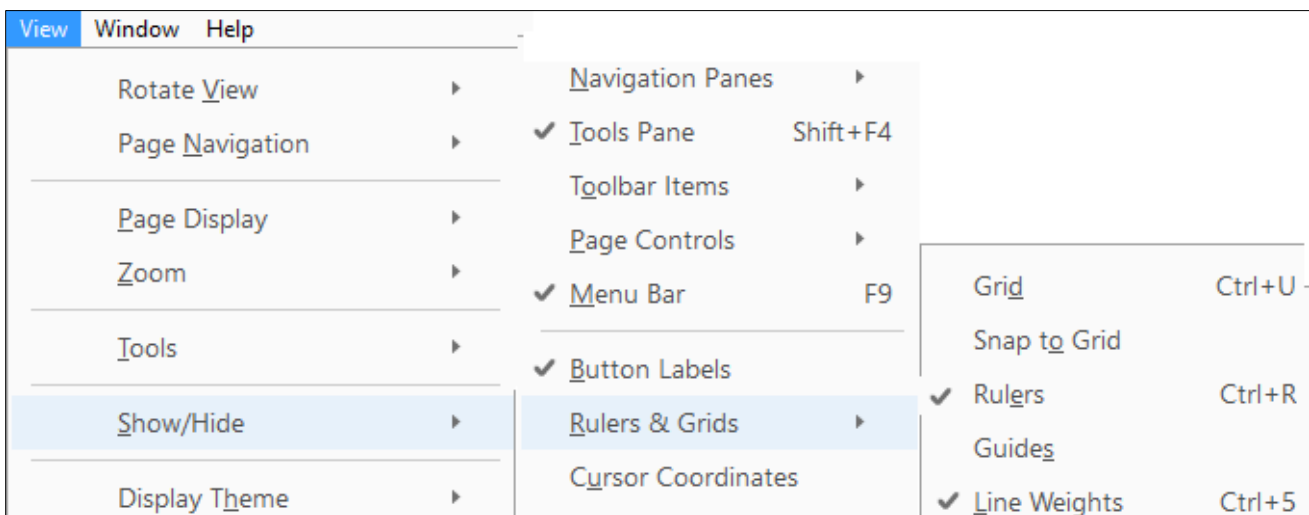 View Window Help
Rotate View
Page Navigation
Page Display
Zoom
Tools
Show/Hide
Display Theme
Navigation Panes
Tools Pane Shift+F4
Toolbar Items
Page Controls
Menu Bar F9
Button Labels
Rulers & Grids
Cursor Coordinates
Grid Ctrl+U
Snap to Grid
Rulers Ctrl+R
Guides
Line Weights Ctrl+5